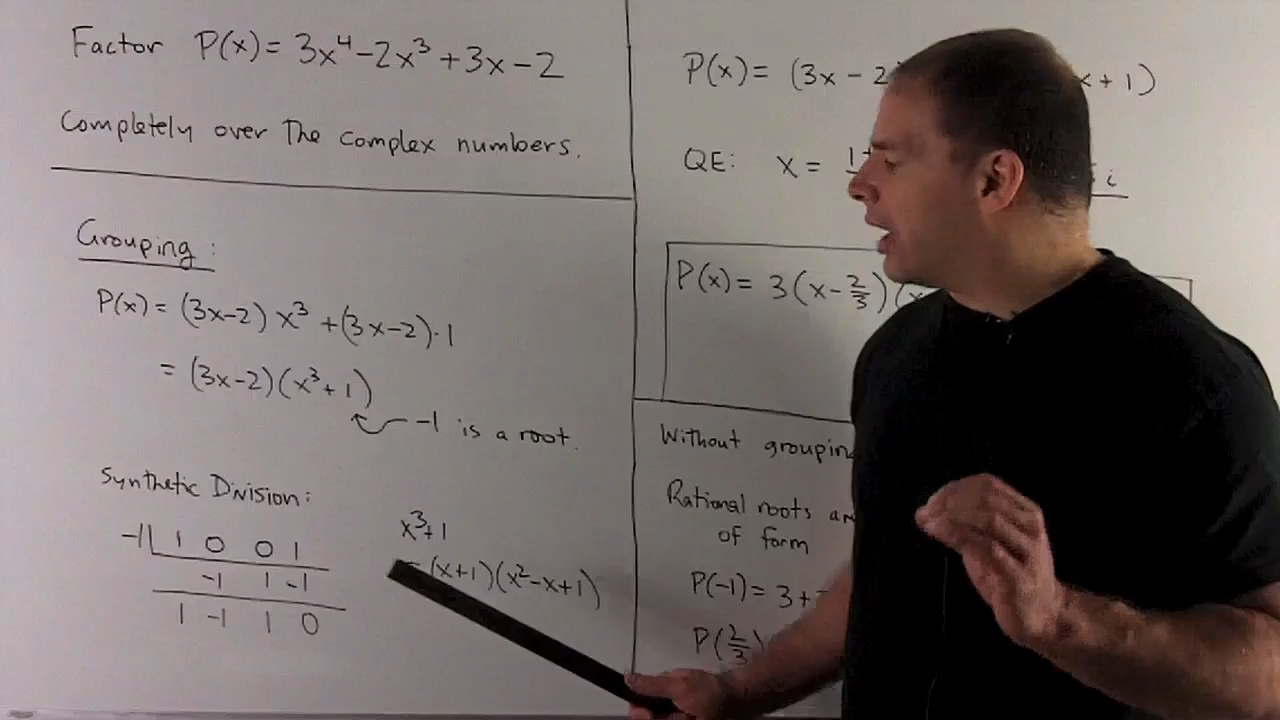 Factor P(x) = 3x⁴ - 2x³ + 3x - 2
Completely over The complex numbers.
Grouping:
P(x) = (3x-2) x³ + (3x-2)·1
= (3x-2)(x³+1)
-1 is a root.
Synthetic Division:
-1 | 1 0 0 1
-1 1 -1
1 -1 1 0
x³+1
= (x+1)(x²-x+1)
P(x) = (3x - 2 x + 1)
QE: x = i
P(x) = 3(x - 2/3)(x
Without grouping
Rational roots
of form
P(-1) = 3 +
P(2/3)